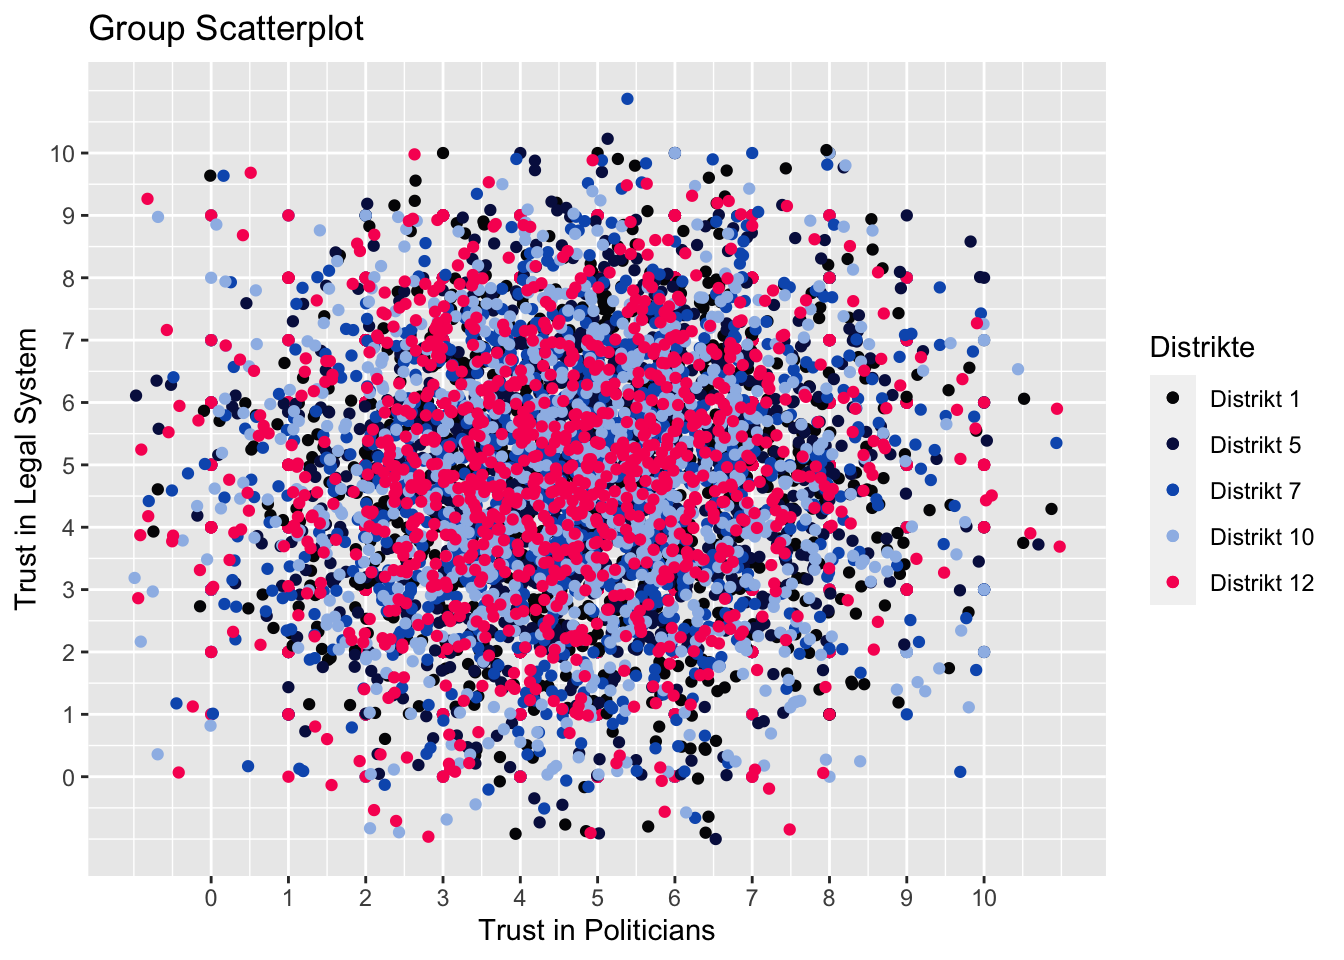 Group Scatterplot
Trust in Legal System
10
9
8
7
6
5
4
3
2
1
0
0 1 2 3 4 5 6 7 8 9 10
Trust in Politicians
Distrikte
Distrikt 1
Distrikt 5
Distrikt 7
Distrikt 10
Distrikt 12